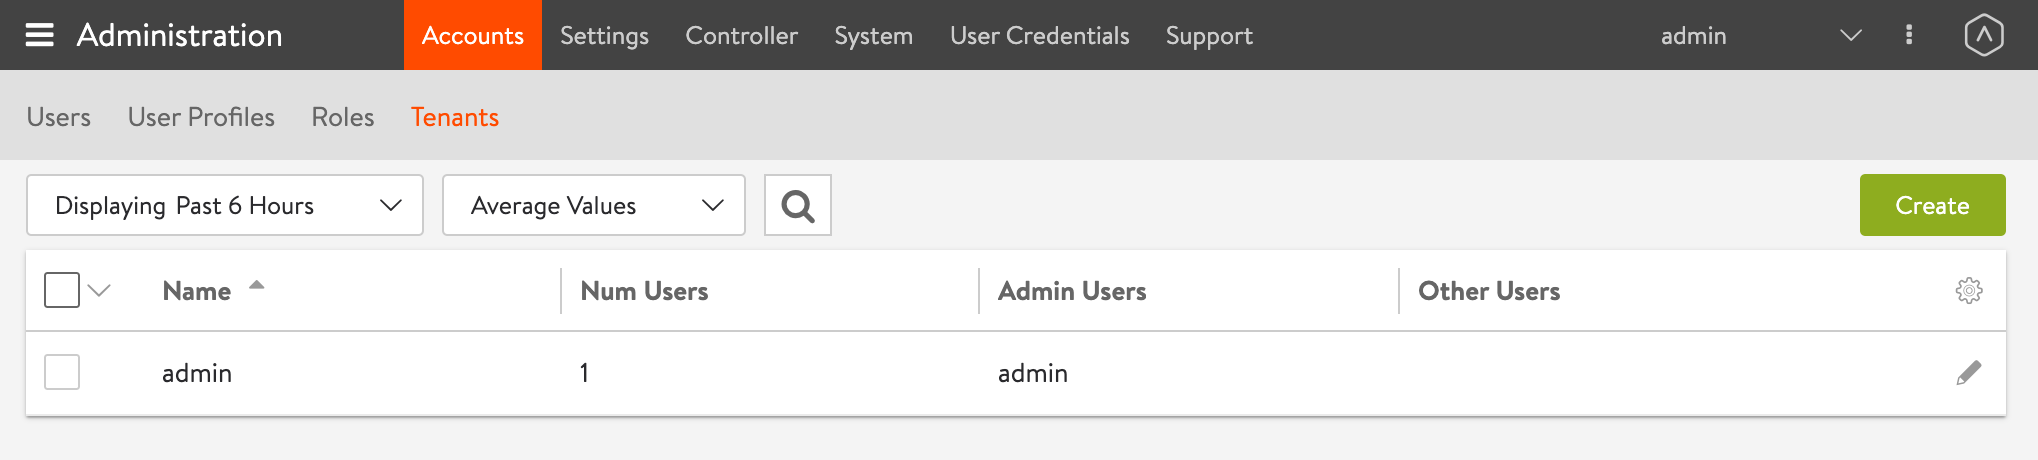 Administration Accounts Settings Controller System User Credentials Support admin
Users User Profiles Roles Tenants
Displaying Past 6 Hours Average Values Create
Name Num Users Admin Users Other Users
admin 1 admin